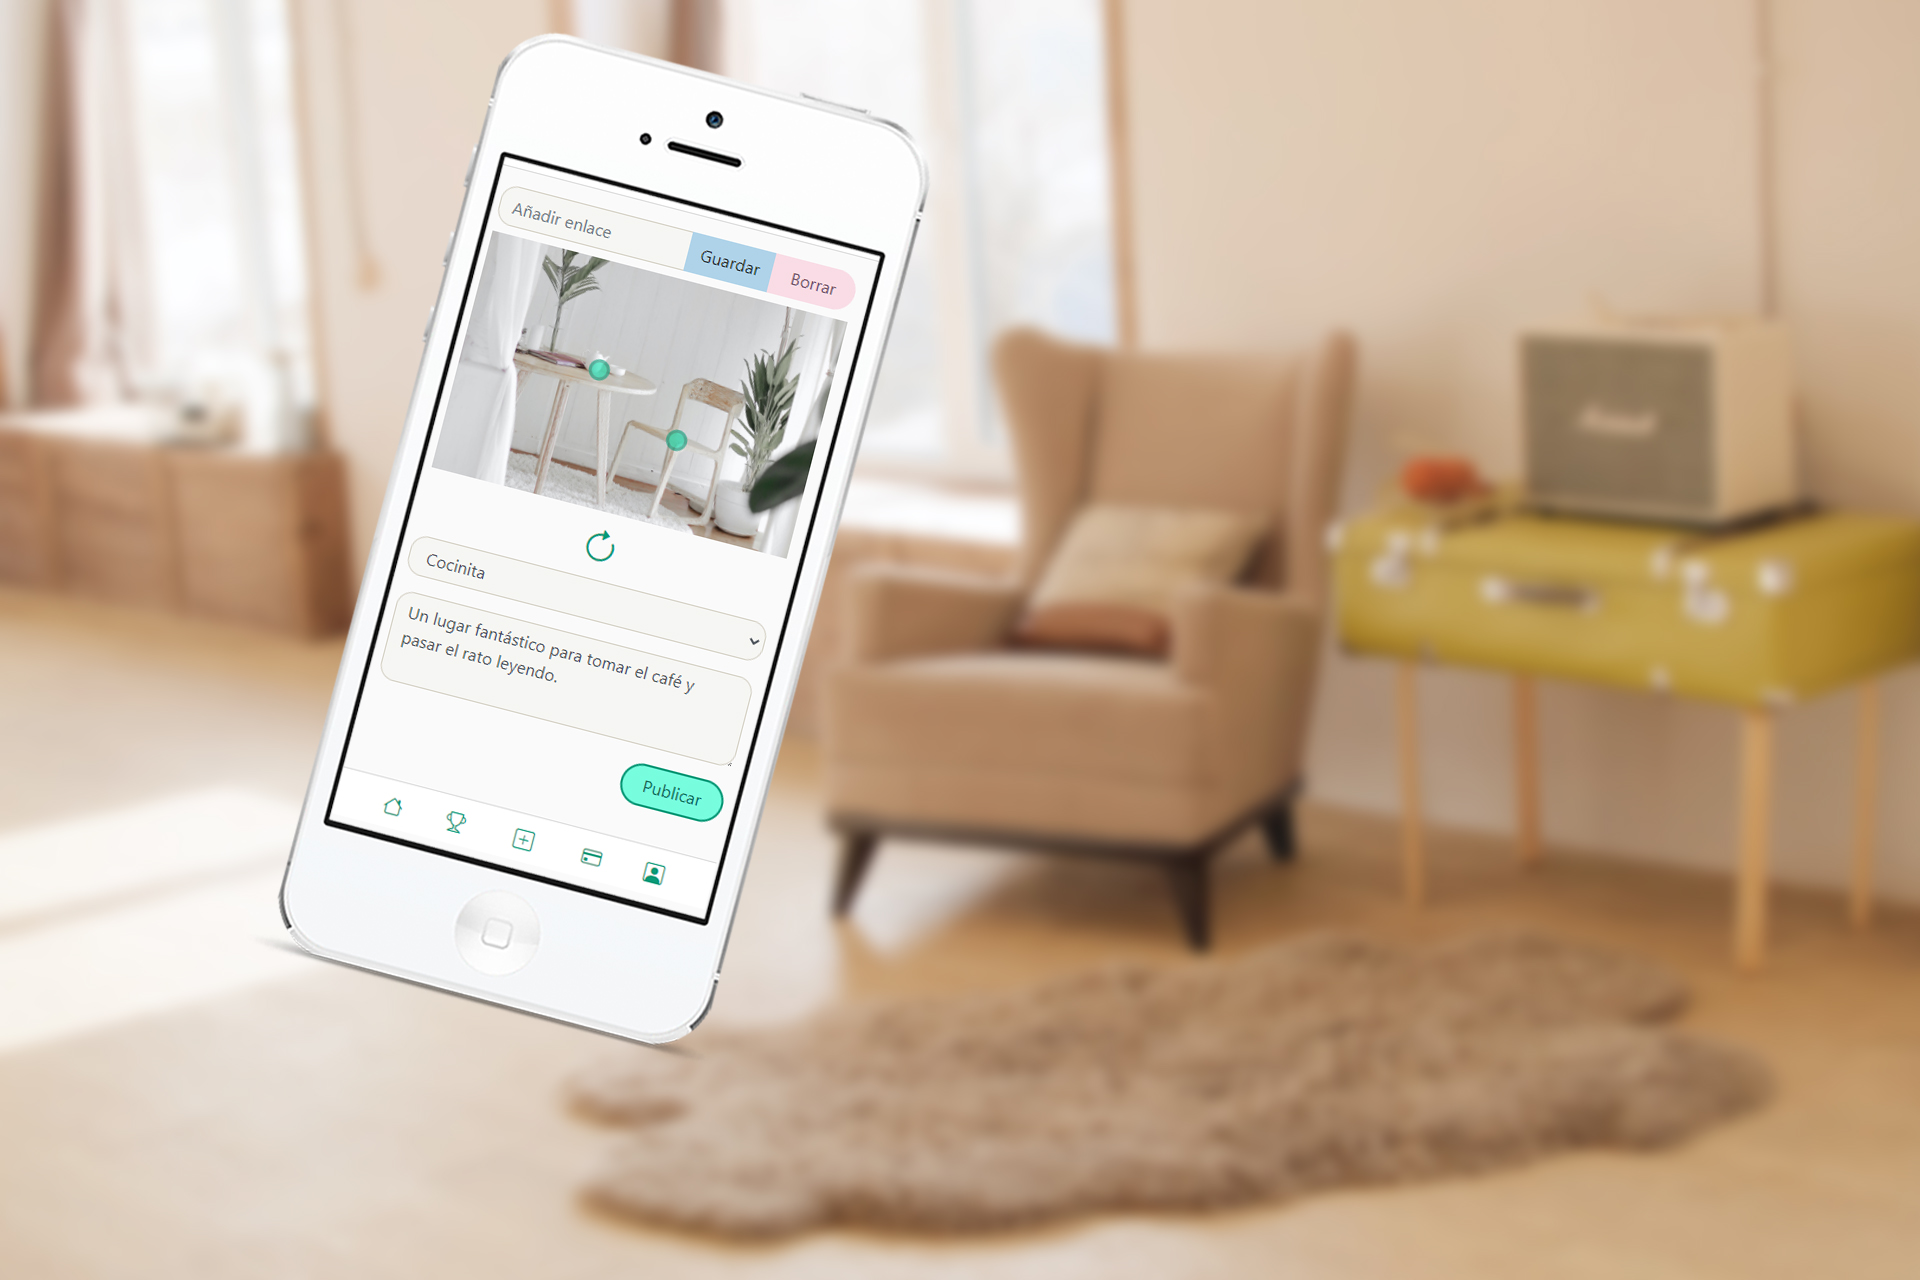 Añadir enlace
Guardar
Borrar
Cocinita
Un lugar fantástico para tomar el café y
pasar el rato leyendo.
Publicar